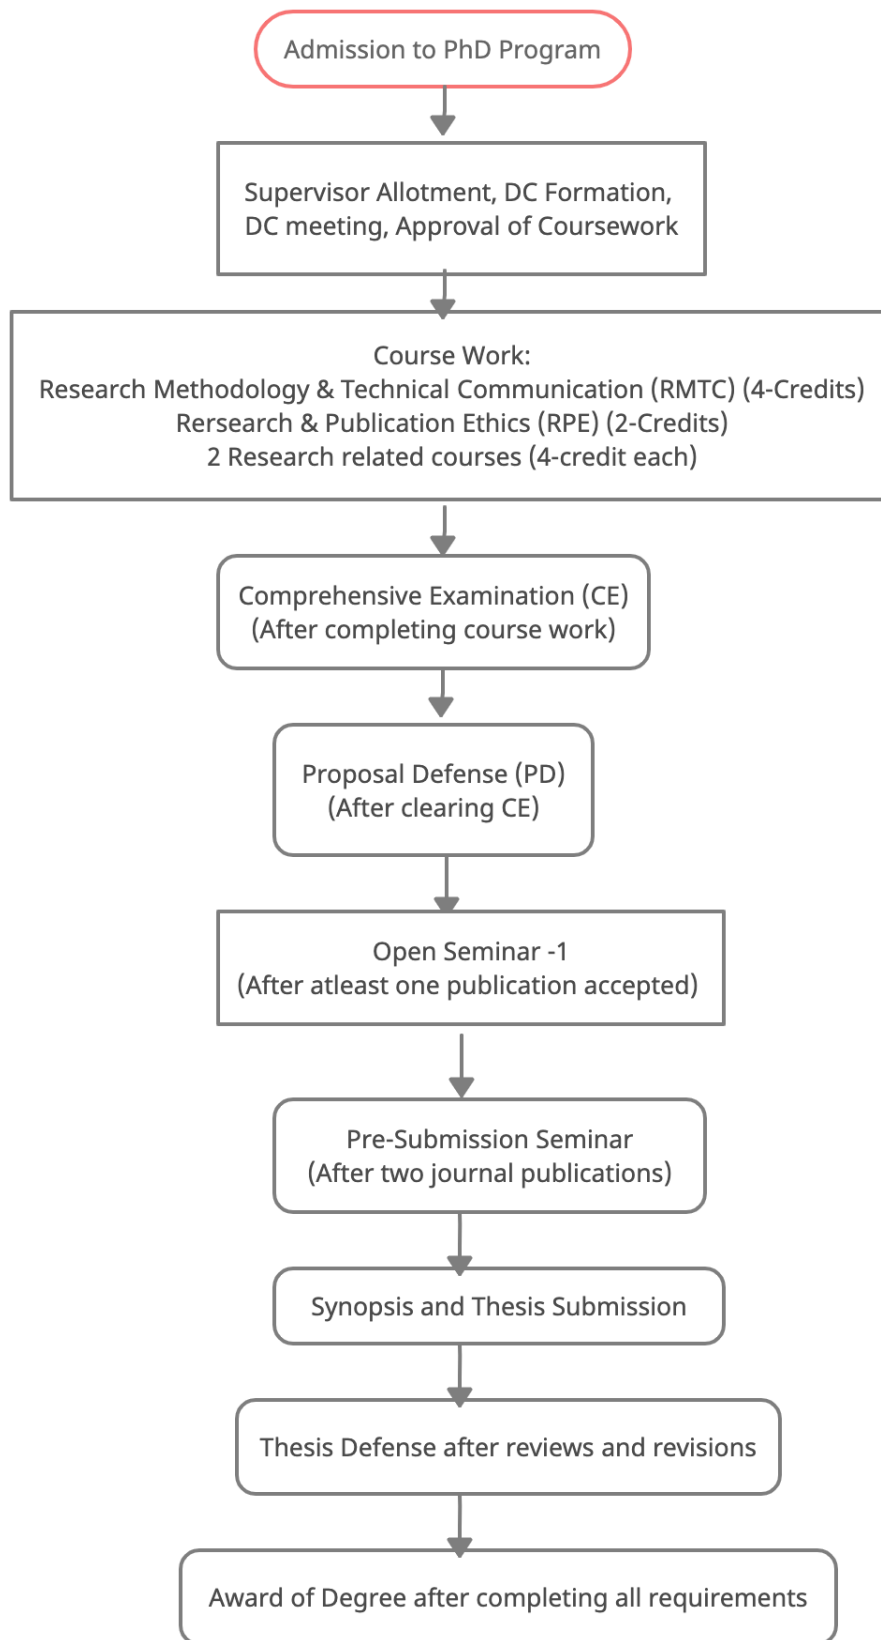 Admission to PhD Program
Supervisor Allotment, DC Formation,
DC meeting, Approval of Coursework
Course Work:
Research Methodology & Technical Communication (RMTC) (4-Credits)
Rersearch & Publication Ethics (RPE) (2-Credits)
2 Research related courses (4-credit each)
Comprehensive Examination (CE)
(After completing course work)
Proposal Defense (PD)
(After clearing CE)
Open Seminar -1
(After atleast one publication accepted)
Pre-Submission Seminar
(After two journal publications)
Synopsis and Thesis Submission
Thesis Defense after reviews and revisions
Award of Degree after completing all requirements